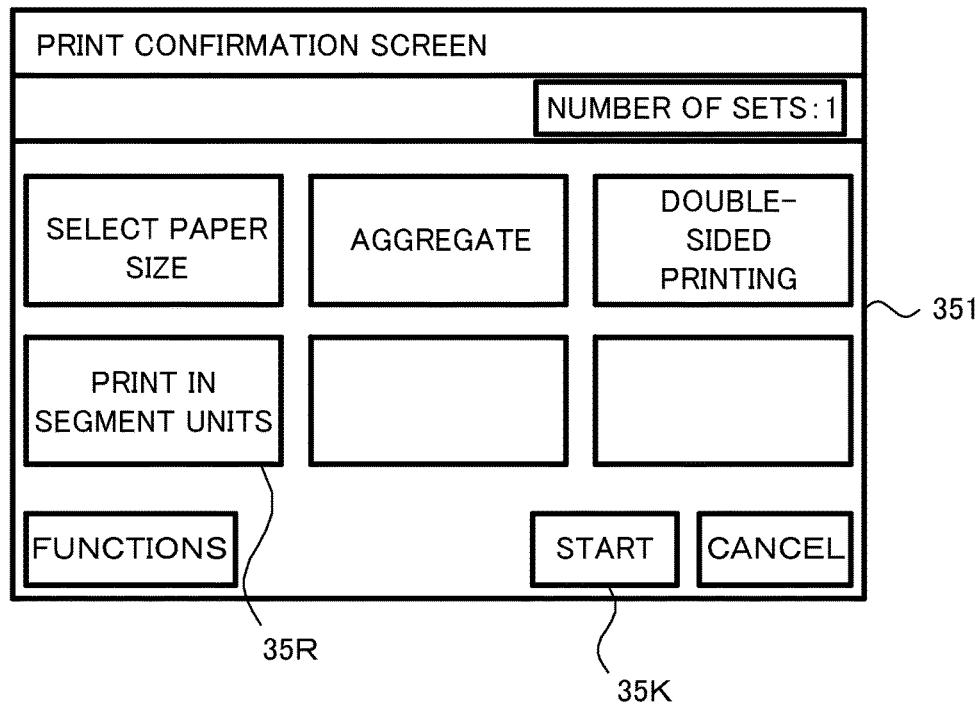 PRINT CONFIRMATION SCREEN
NUMBER OF SETS:1
SELECT PAPER
SIZE
AGGREGATE
DOUBLE-
SIDED
PRINTING
351
PRINT IN
SEGMENT UNITS
FUNCTIONS
START
CANCEL
35R
35K